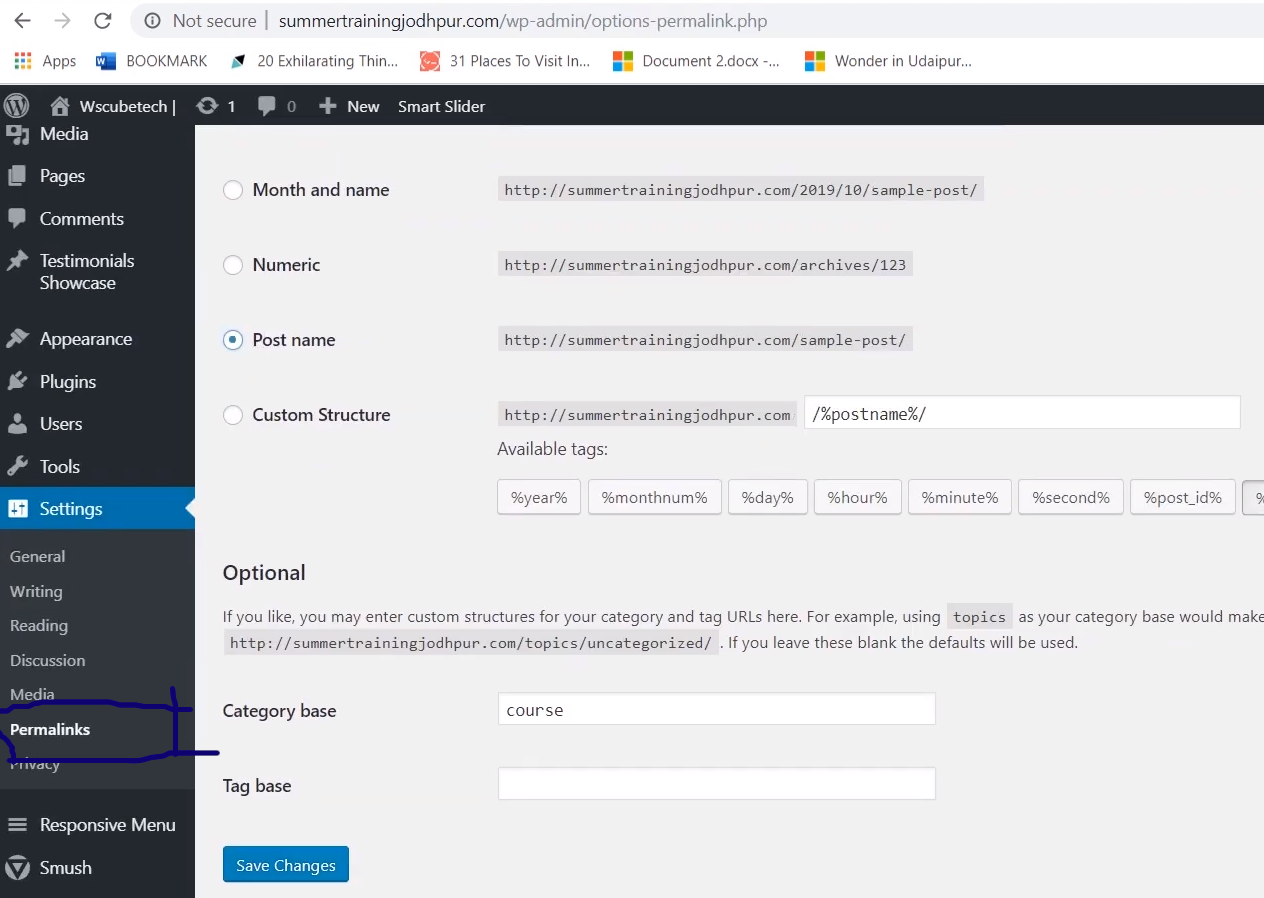 Not secure | summertrainingjodhpur.com/wp-admin/options-permalink.php
Apps BOOKMARK 20 Exhilarating Thin... 31 Places To Visit In... Document 2.docx -... Wonder in Udaipur...
Wscubetech | 1 0 New Smart Slider
Media
Pages
Comments
Testimonials
Showcase
Appearance
Plugins
Users
Tools
Settings
General
Writing
Reading
Discussion
Media
Permalinks
Privacy
Responsive Menu
Smush
Month and name http://summertrainingjodhpur.com/2019/10/sample-post/
Numeric http://summertrainingjodhpur.com/archives/123
Post name http://summertrainingjodhpur.com/sample-post/
Custom Structure http://summertrainingjodhpur.com /%postname%/
Available tags:
%year% %monthnum% %day% %hour% %minute% %second% %post_id% %
Optional
If you like, you may enter custom structures for your category and tag URLs here. For example, using topics as your category base would make
http://summertrainingjodhpur.com/topics/uncategorized/ . If you leave these blank the defaults will be used.
Category base course
Tag base
Save Changes